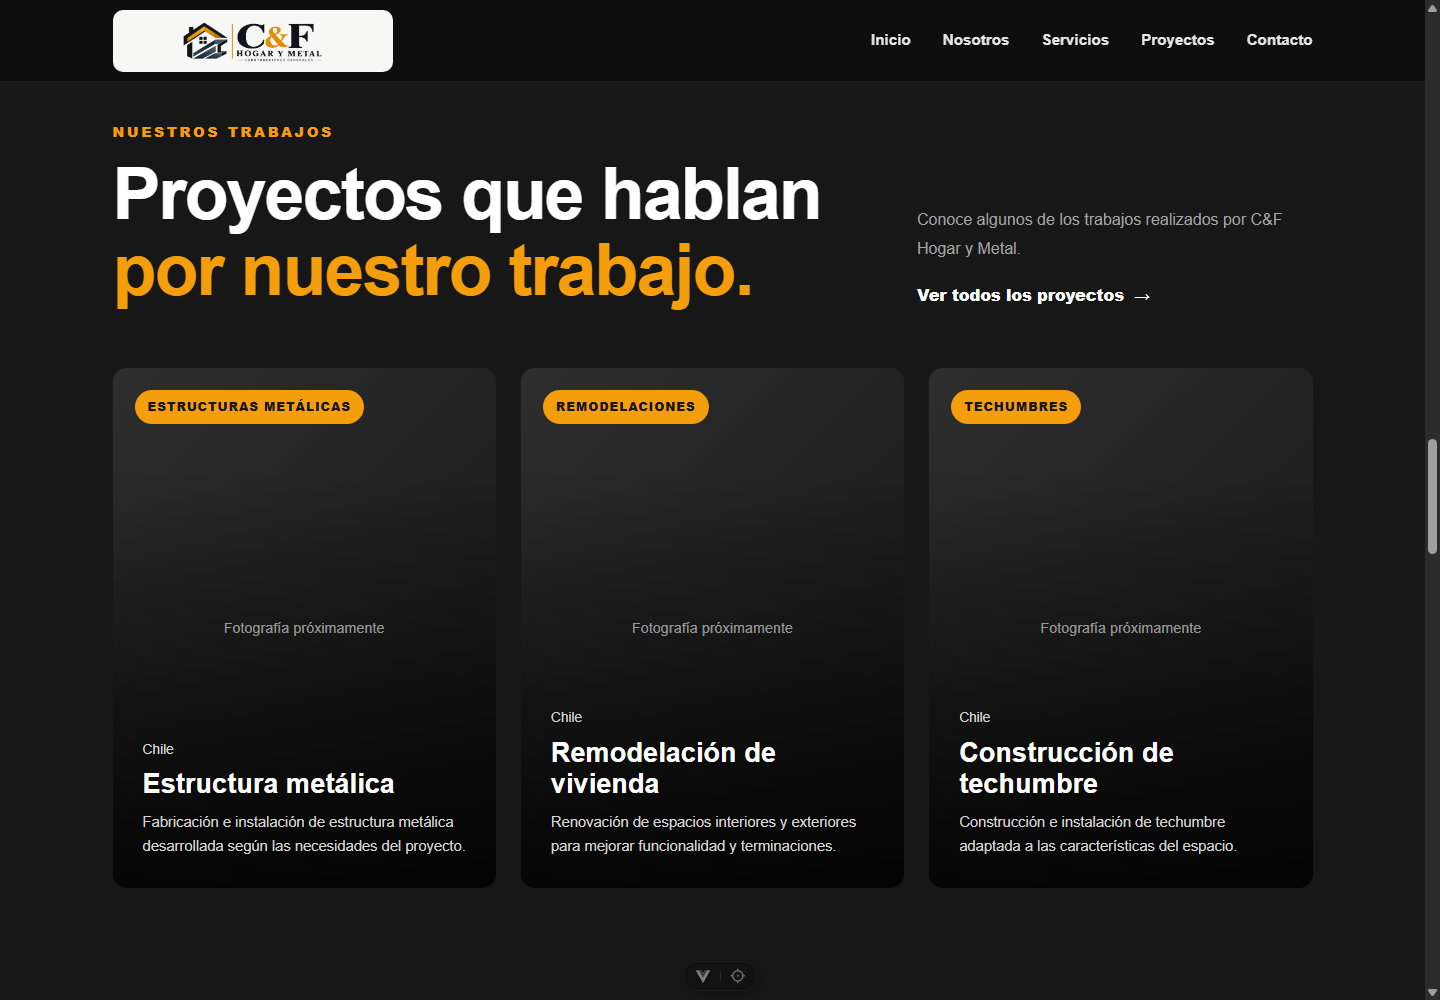 C&F
HOGAR Y METAL
CONSTRUCCIONES GENERALES
Inicio
Nosotros
Servicios
Proyectos
Contacto
NUESTROS TRABAJOS
Proyectos que hablan
por nuestro trabajo.
Conoce algunos de los trabajos realizados por C&F
Hogar y Metal.
Ver todos los proyectos →
ESTRUCTURAS METÁLICAS
Fotografía próximamente
Chile
Estructura metálica
Fabricación e instalación de estructura metálica
desarrollada según las necesidades del proyecto.
REMODELACIONES
Fotografía próximamente
Chile
Remodelación de
vivienda
Renovación de espacios interiores y exteriores
para mejorar funcionalidad y terminaciones.
TECHUMBRES
Fotografía próximamente
Chile
Construcción de
techumbre
Construcción e instalación de techumbre
adaptada a las características del espacio.